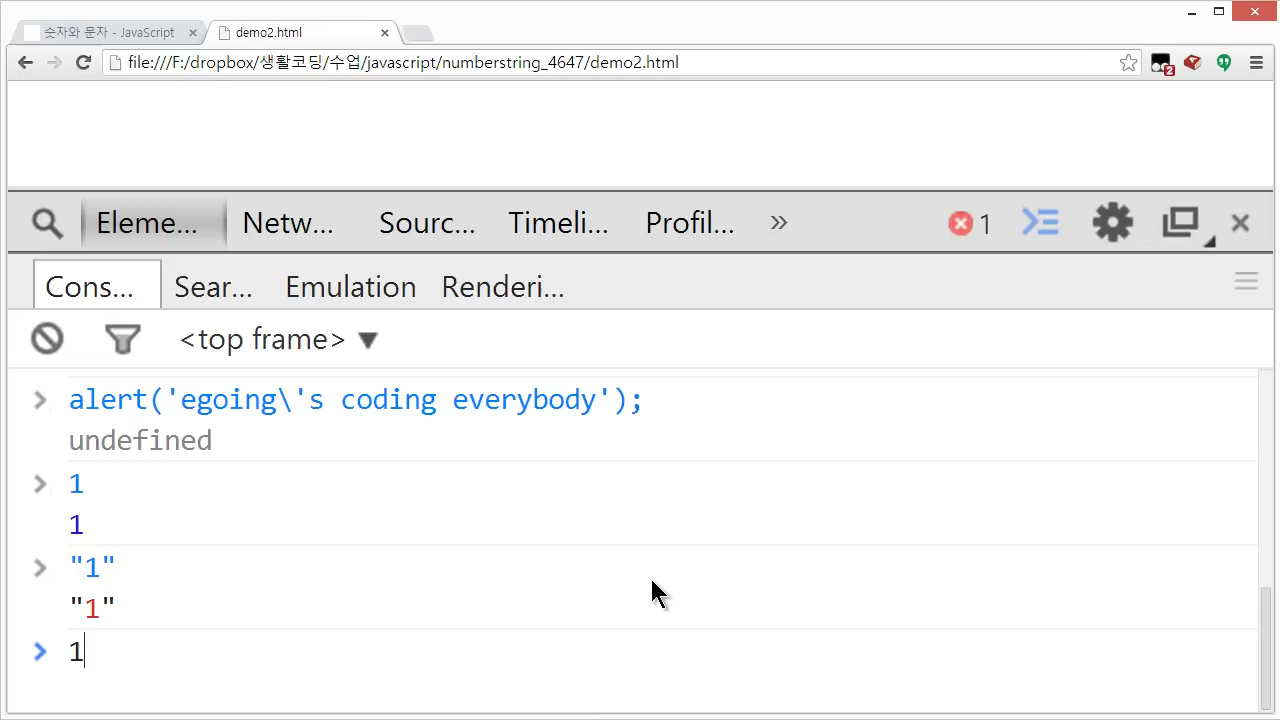 숫자와 문자 - JavaScript
demo2.html
file:///F:/dropbox/생활코딩/수업/javascript/numberstring_4647/demo2.html
2
Eleme... Netw... Sourc... Timeli... Profil... » 1
Cons... Sear... Emulation Renderi...
<top frame>
> alert('egoing\'s coding everybody');
undefined
> 1
1
> "1"
"1"
> 1